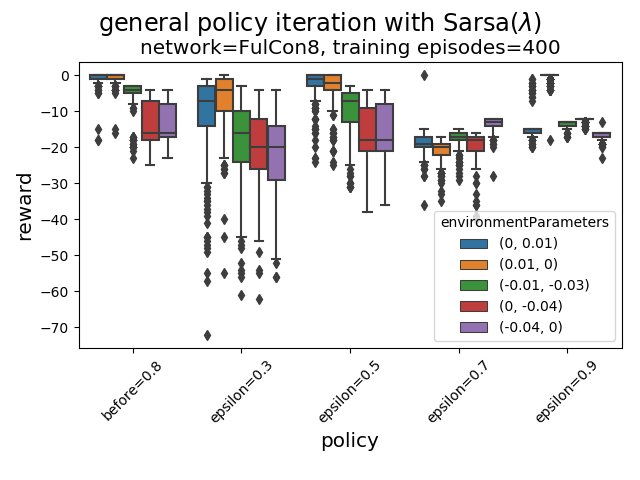 general policy iteration with Sarsa(λ)
network=FulCon8, training episodes=400
reward
0
−10
−20
−30
−40
−50
−60
−70
environmentParameters
(0, 0.01)
(0.01, 0)
(-0.01, -0.03)
(0, -0.04)
(-0.04, 0)
before=0.8
epsilon=0.3
epsilon=0.5
epsilon=0.7
epsilon=0.9
policy